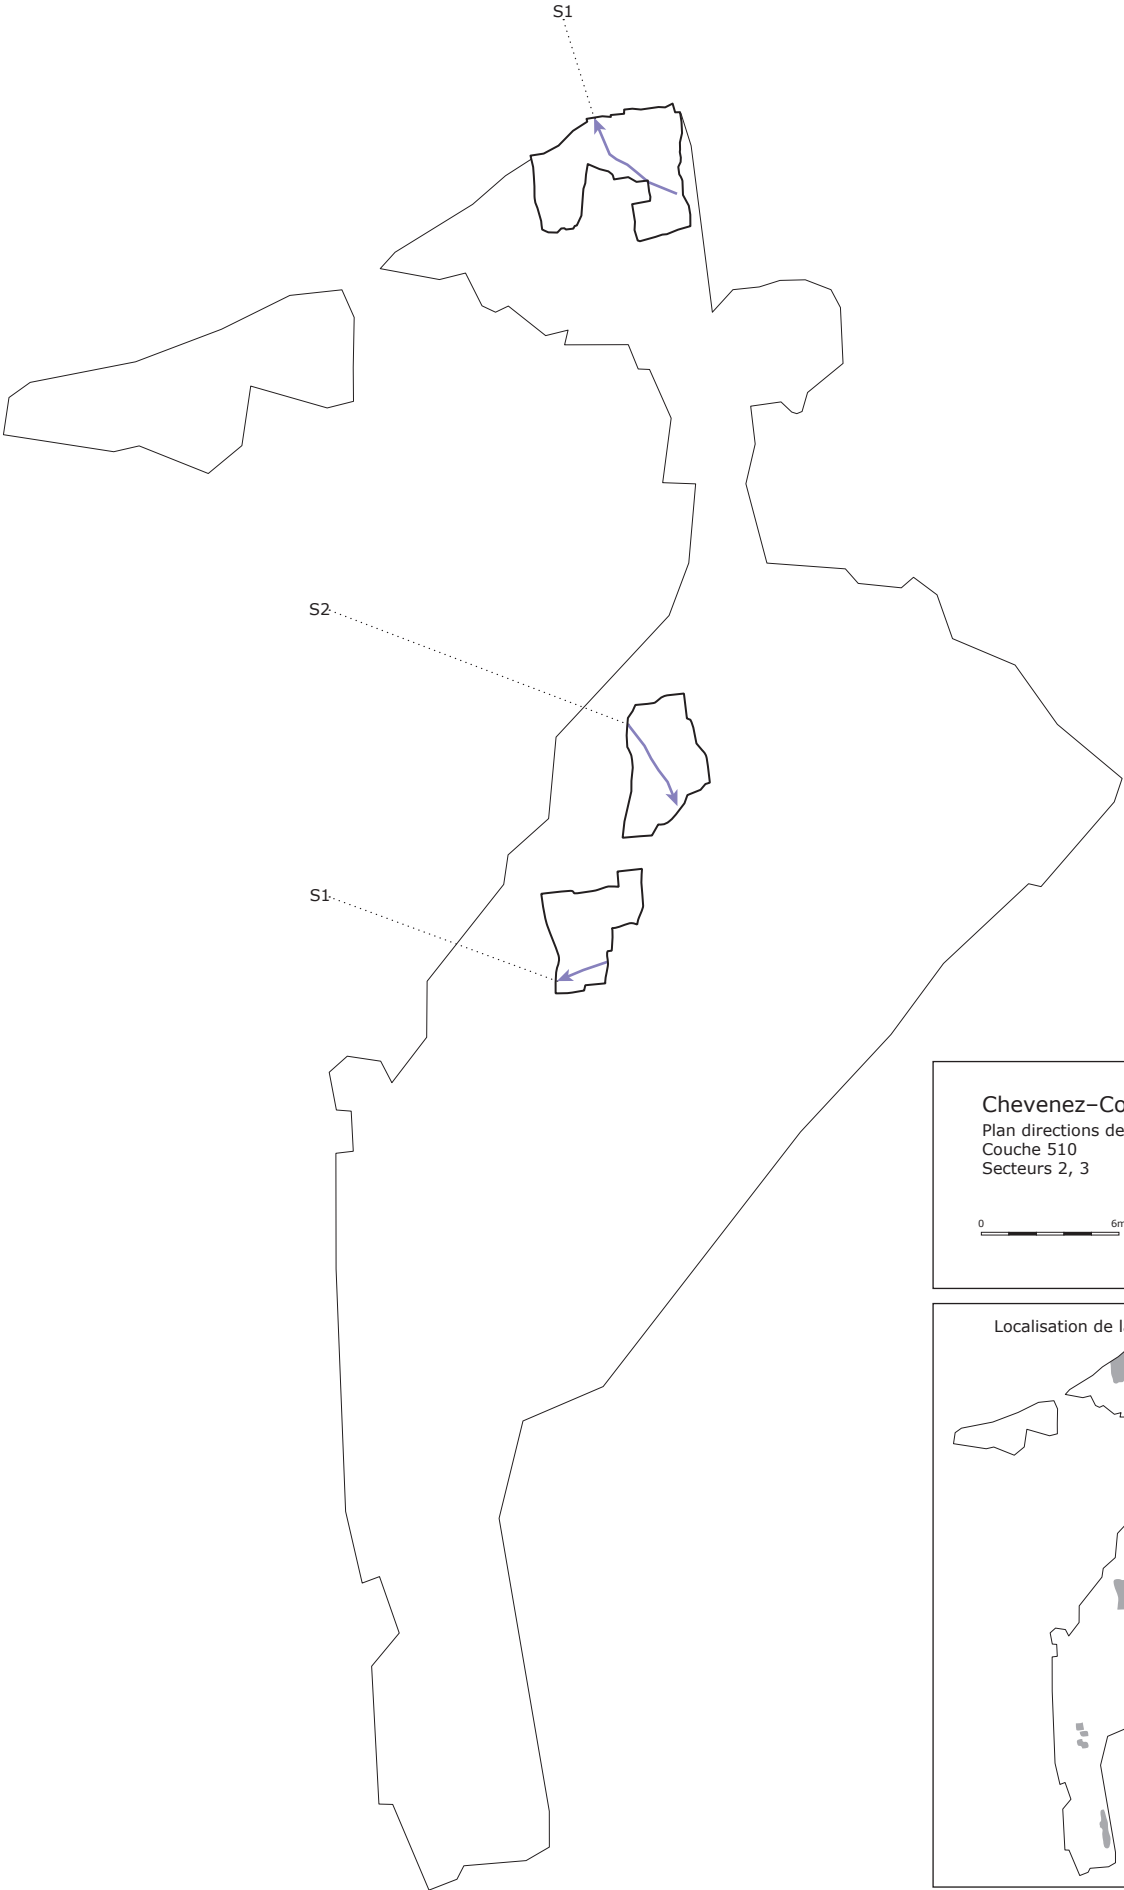 S1
S2
S1
Chevenez–Co
Plan directions de
Couche 510
Secteurs 2, 3
0 6m
Localisation de l